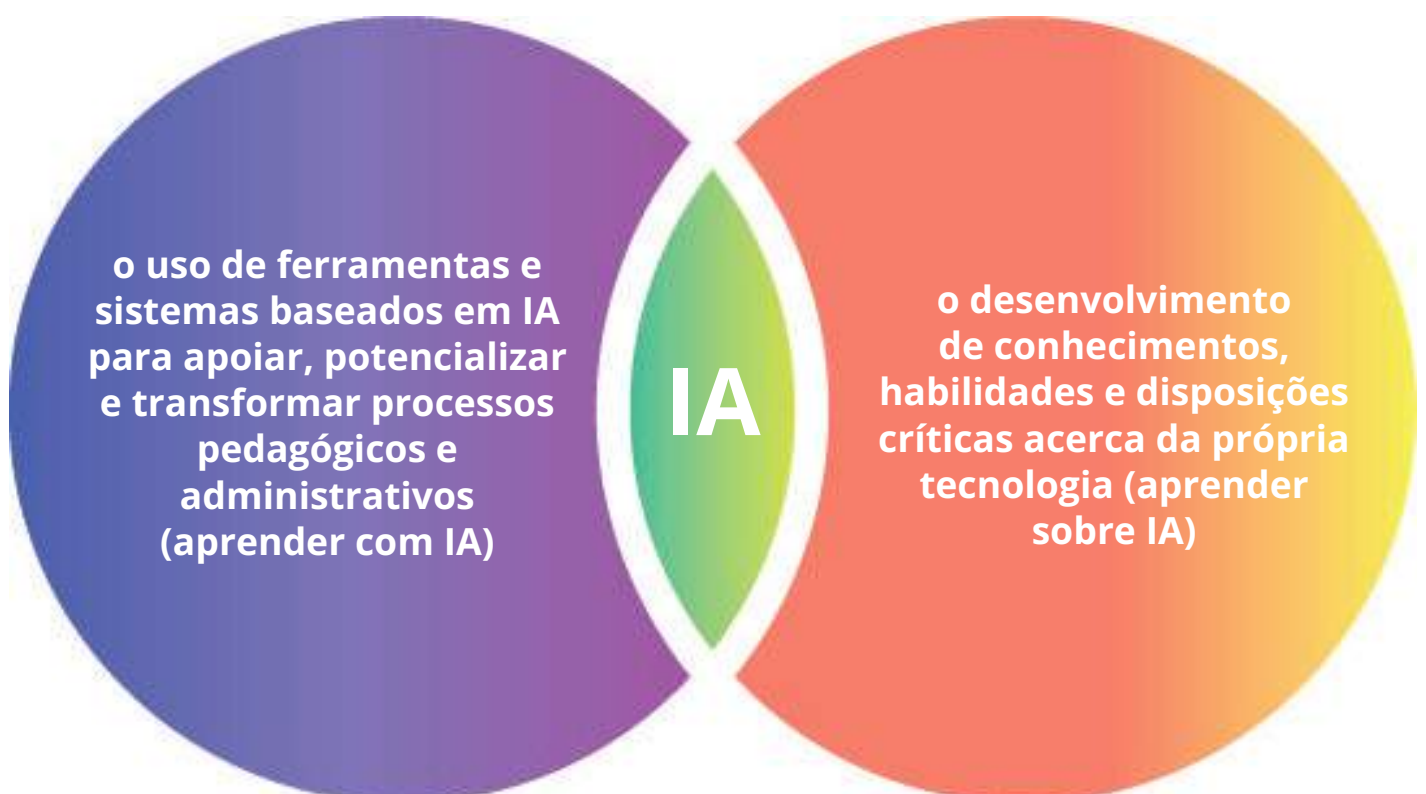 o uso de ferramentas e
sistemas baseados em IA
para apoiar, potencializar
e transformar processos
pedagógicos e
administrativos
(aprender com IA)
IA
o desenvolvimento
de conhecimentos,
habilidades e disposições
críticas acerca da própria
tecnologia (aprender
sobre IA)